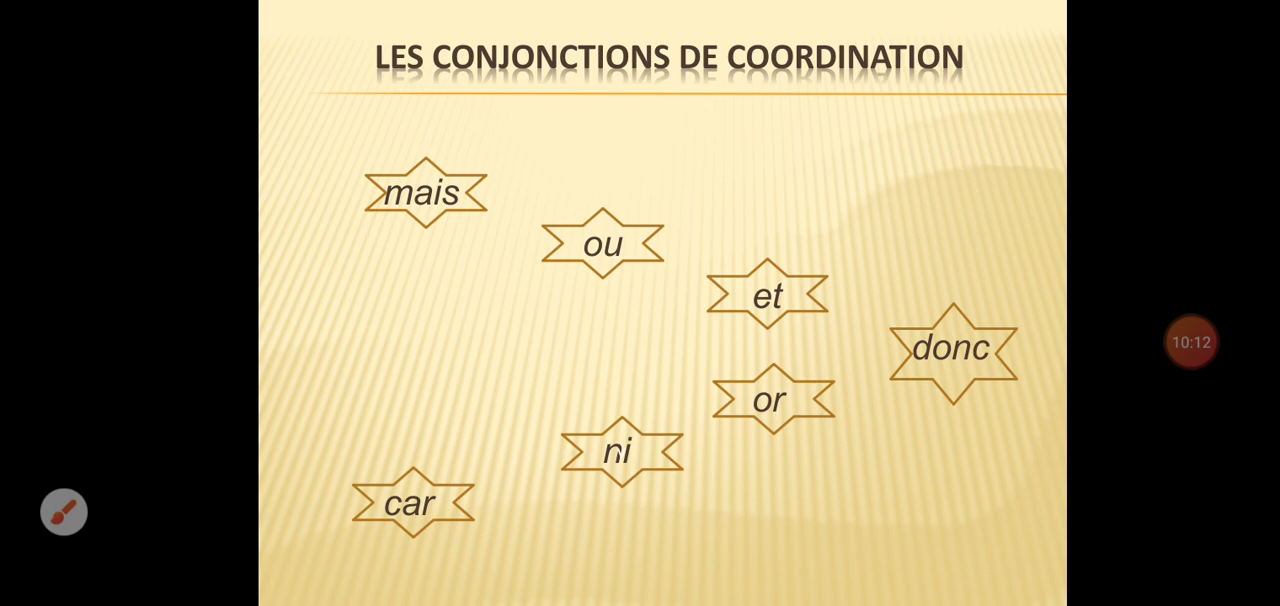 LES CONJONCTIONS DE COORDINATION
mais
ou
et
donc
or
ni
car
10:12